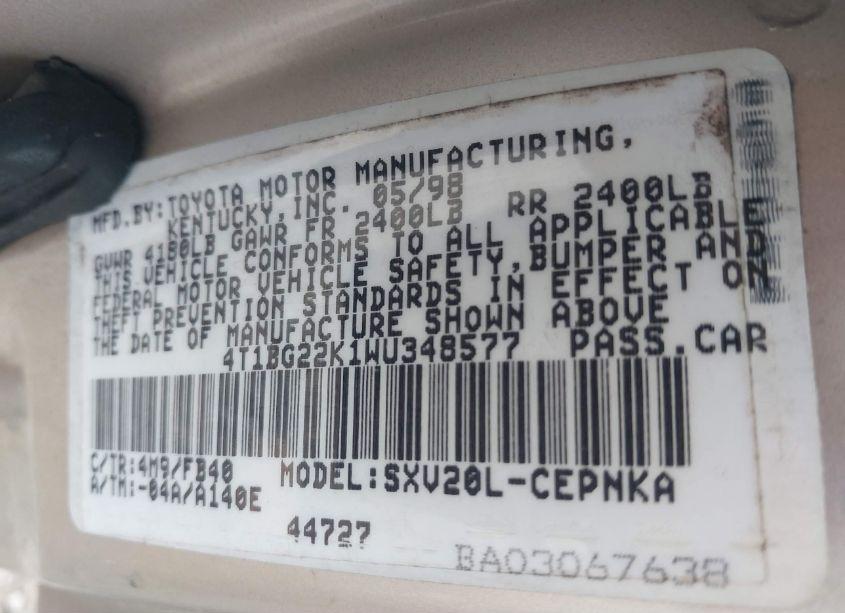 MFD.BY:TOYOTA MOTOR MANUFACTURING,
KENTUCKY,INC. 05/98
GVWR 4180LB GAWR FR 2400LB RR 2400LB
THIS VEHICLE CONFORMS TO ALL APPLICABLE
FEDERAL MOTOR VEHICLE SAFETY,BUMPER AND
THEFT PREVENTION STANDARDS IN EFFECT ON
THE DATE OF MANUFACTURE SHOWN ABOVE
4T1BG22K1WU348577 PASS.CAR
C/TR:4M9/FB40 MODEL:SXV20L-CEPNKA
A/TM:-04A/A140E
44727
BA03067638